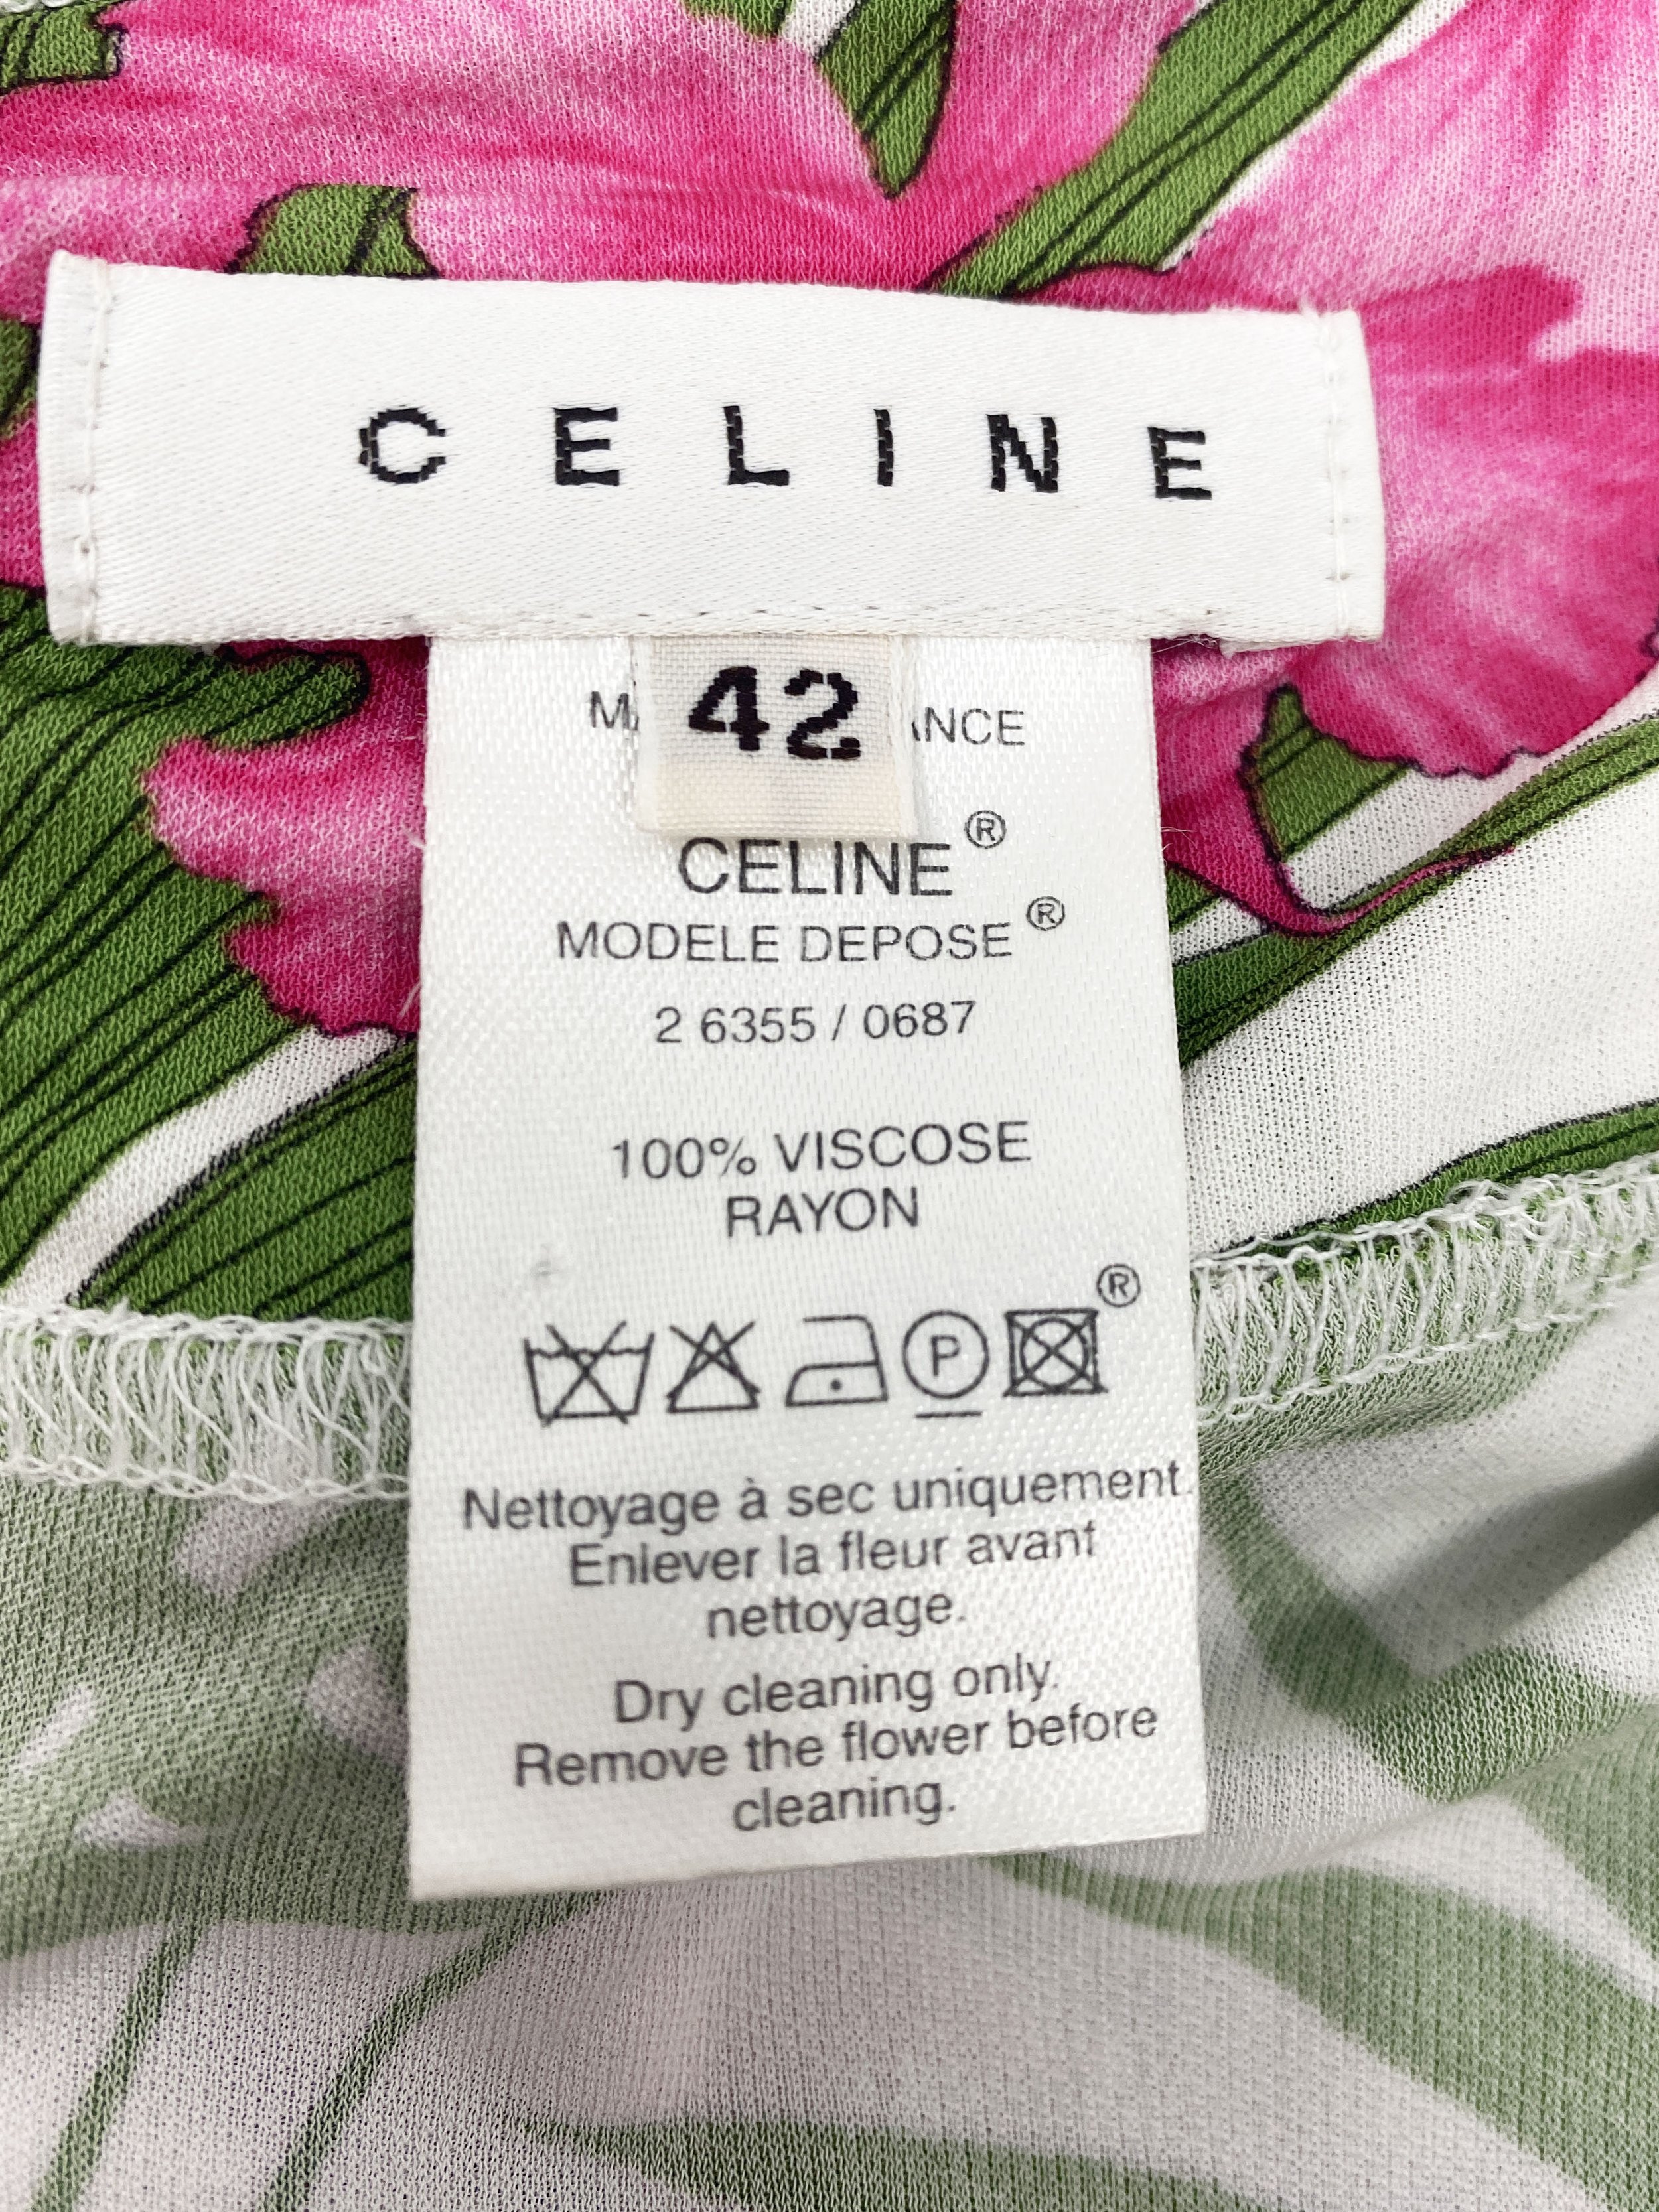 CELINE
42
CELINE ®
MODELE DEPOSE ®
2 6355 / 0687
100% VISCOSE
RAYON
P
®
Nettoyage à sec uniquement.
Enlever la fleur avant
nettoyage.
Dry cleaning only.
Remove the flower before
cleaning.